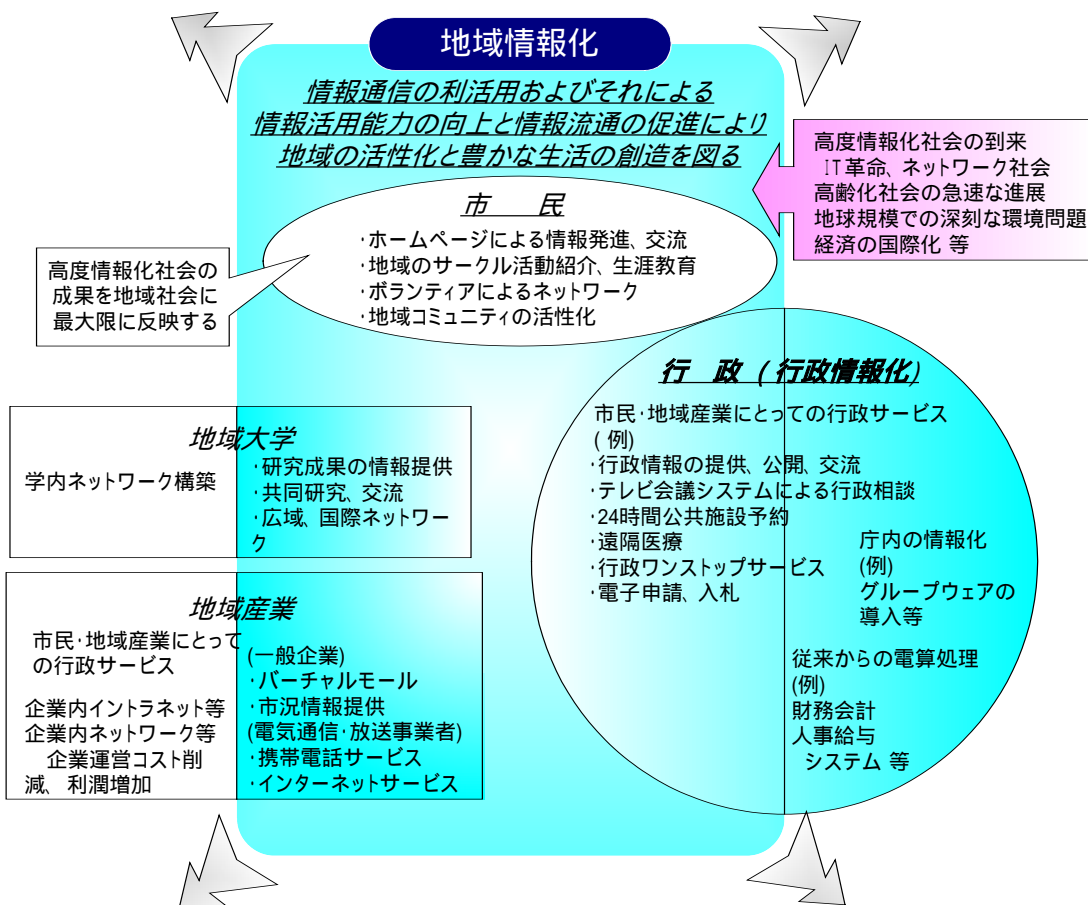 地域情報化
情報通信の利活用およびそれによる
情報活用能力の向上と情報流通の促進により
地域の活性化と豊かな生活の創造を図る
高度情報化社会の到来
IT革命、ネットワーク社会
高齢化社会の急速な進展
地球規模での深刻な環境問題
経済の国際化 等
市 民
・ホームページによる情報発進、交流
・地域のサークル活動紹介、生涯教育
・ボランティアによるネットワーク
・地域コミュニティの活性化
高度情報化社会の
成果を地域社会に
最大限に反映する
行 政 (行政情報化)
市民・地域産業にとっての行政サービス
(例)
・行政情報の提供、公開、交流
・テレビ会議システムによる行政相談
・24時間公共施設予約
・遠隔医療
・行政ワンストップサービス
・電子申請、入札
庁内の情報化
(例)
グループウェアの
導入等
従来からの電算処理
(例)
財務会計
人事給与
システム 等
地域大学
学内ネットワーク構築
・研究成果の情報提供
・共同研究、交流
・広域、国際ネットワー
ク
地域産業
市民・地域産業にとって
の行政サービス
企業内イントラネット等
企業内ネットワーク等
企業運営コスト削
減、利潤増加
(一般企業)
・バーチャルモール
・市況情報提供
(電気通信・放送事業者)
・携帯電話サービス
・インターネットサービス